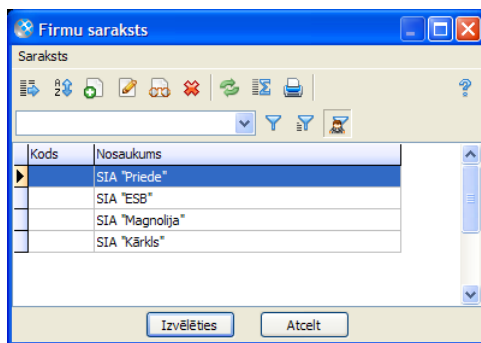 Firmu saraksts
Saraksts
Kods Nosaukums
SIA "Priede"
SIA "ESB"
SIA "Magnolija"
SIA "Kārkls"
Izvēlēties Atcelt